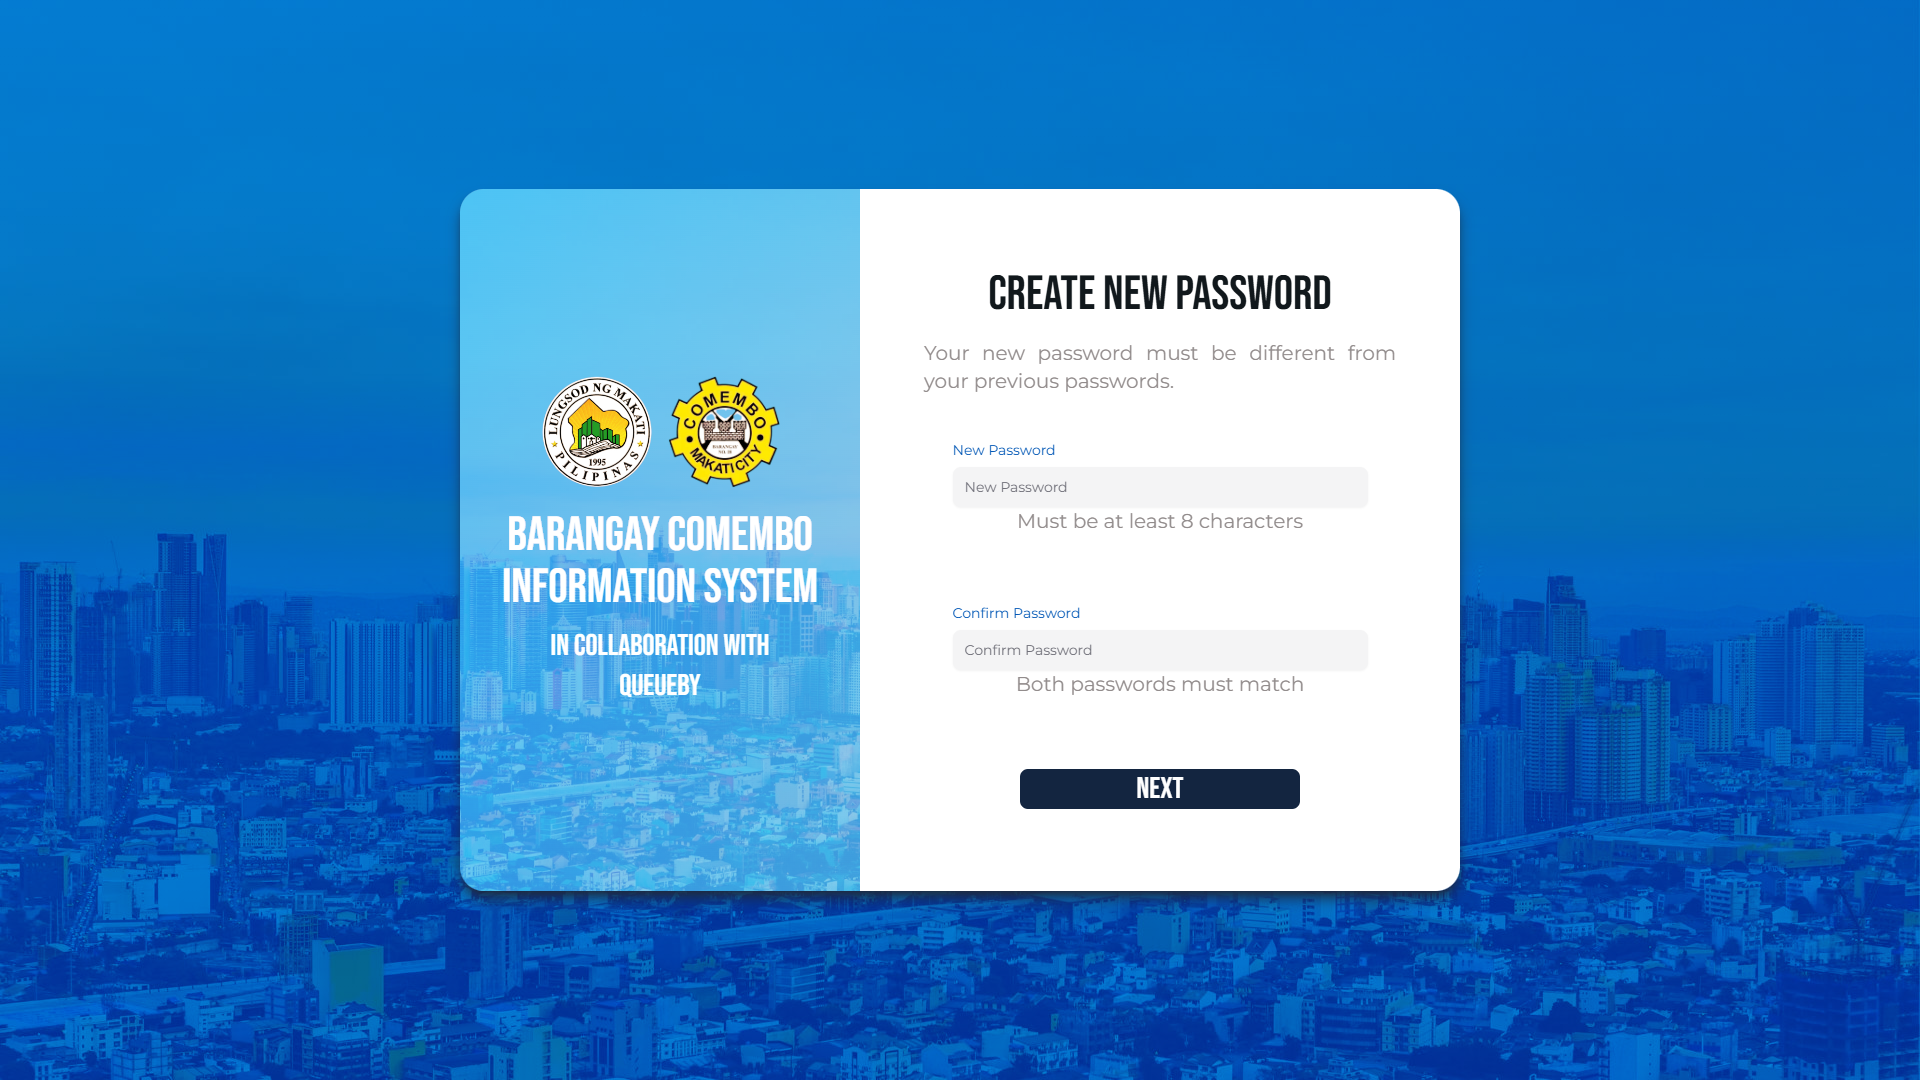 LUNGSOD NG MAKATI
PILIPINAS
1995
COMEMBO
MAKATI CITY
BARANGAY COMEMBO
INFORMATION SYSTEM
IN COLLABORATION WITH
QUEUEBY
CREATE NEW PASSWORD
Your new password must be different from
your previous passwords.
New Password
New Password
Must be at least 8 characters
Confirm Password
Confirm Password
Both passwords must match
NEXT